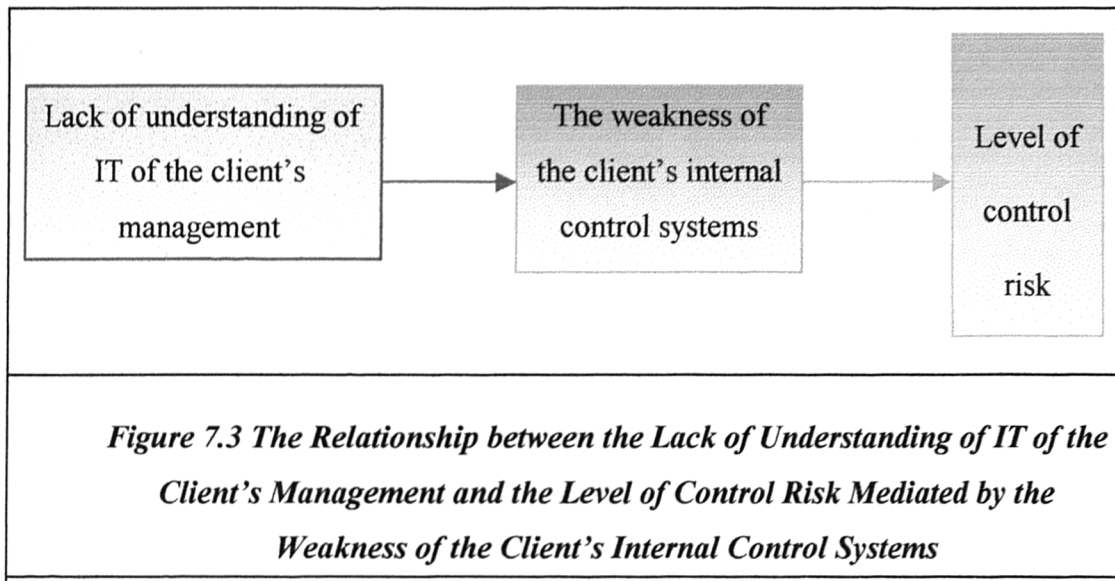 Lack of understanding of
IT of the client's
management
The weakness of
the client's internal
control systems
Level of
control
risk
Figure 7.3 The Relationship between the Lack of Understanding of IT of the
Client's Management and the Level of Control Risk Mediated by the
Weakness of the Client's Internal Control Systems